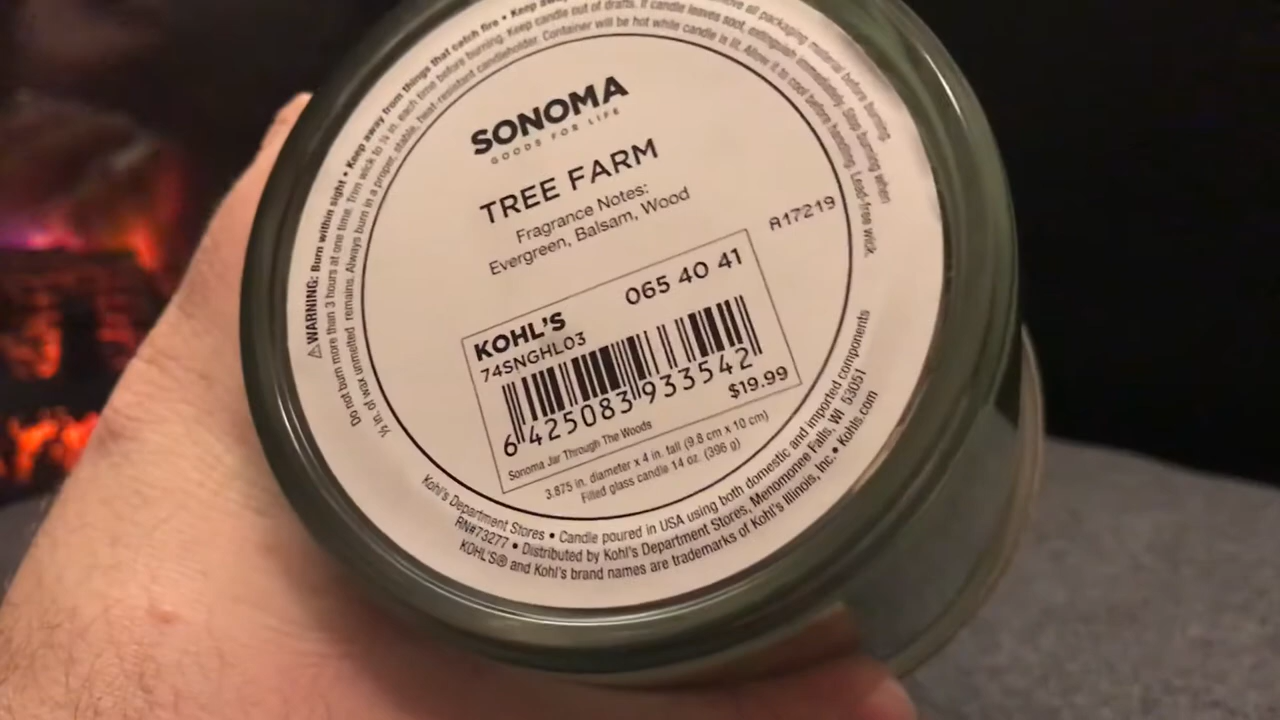 SONOMA
GOODS FOR LIFE
TREE FARM
Fragrance Notes:
Evergreen, Balsam, Wood
A17219
065 40 41
KOHL'S
74SNGHL03
6 425083 933542
$19.99
Sonoma Jar Through The Woods
3.875 in. diameter x 4 in. tall (9.8 cm x 10 cm)
Filled glass candle 14 oz. (396 g)
⚠WARNING: Burn within sight • Keep away from things that catch fire • Keep away
Do not burn more than 3 hours at one time. Trim wick to ¼ in. each time before burning. Keep candle out of drafts. If candle leaves soot, extinguish immediately. Stop burning when
½ in. of wax unmelted remains. Always burn in a proper, stable, heat-resistant candleholder. Container will be hot while candle is lit. Allow it to cool before handling. Lead-free wick.
all packaging material before burning
Kohl's Department Stores • Candle poured in USA using both domestic and imported components
RN#73277 • Distributed by Kohl's Department Stores, Menomonee Falls, WI 53051
KOHL'S® and Kohl's brand names are trademarks of Kohl's Illinois, Inc. • Kohls.com